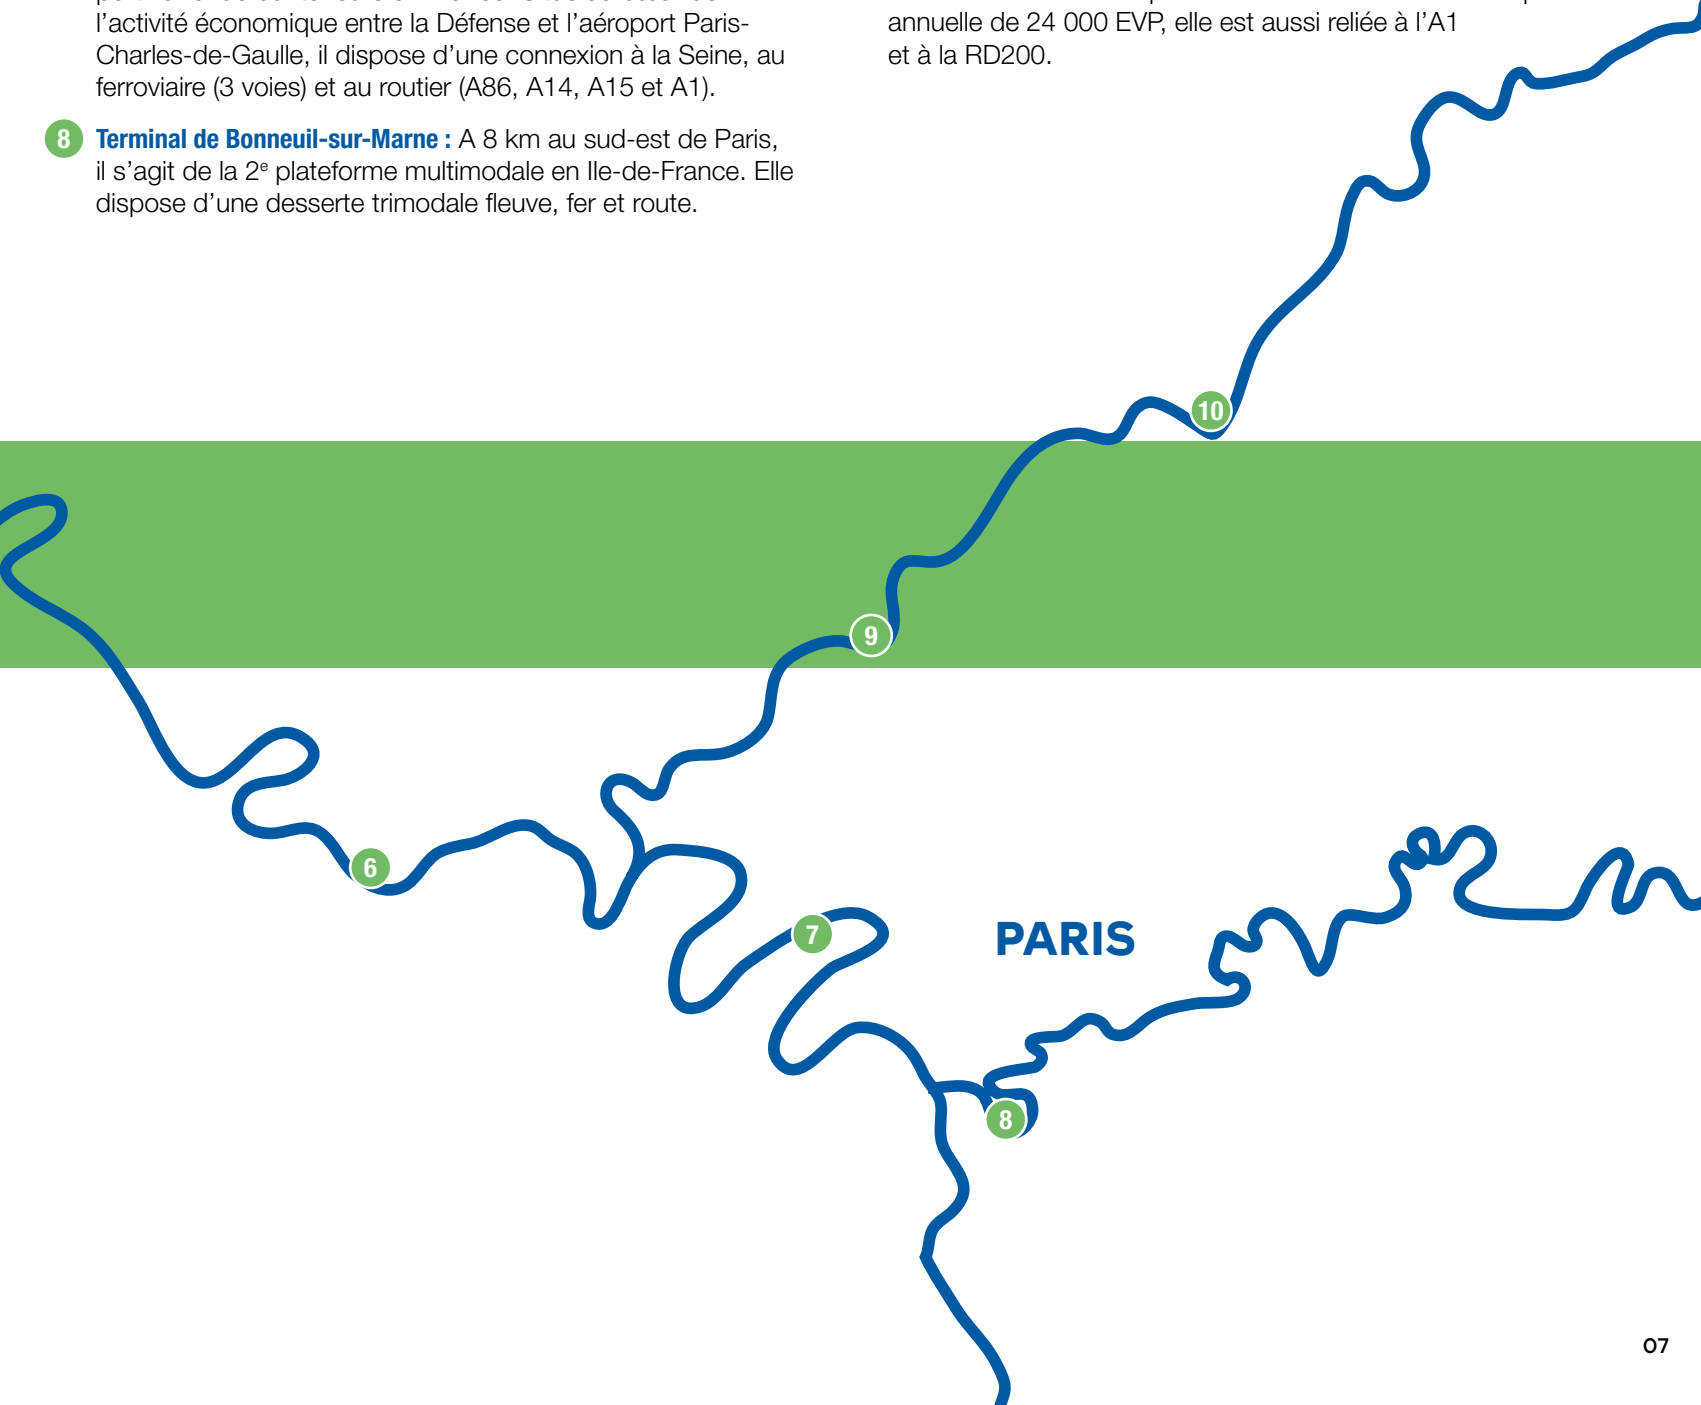 l’activité économique entre la Défense et l’aéroport Paris-
Charles-de-Gaulle, il dispose d’une connexion à la Seine, au
ferroviaire (3 voies) et au routier (A86, A14, A15 et A1).
8 Terminal de Bonneuil-sur-Marne : A 8 km au sud-est de Paris,
il s’agit de la 2e plateforme multimodale en Ile-de-France. Elle
dispose d’une desserte trimodale fleuve, fer et route.
annuelle de 24 000 EVP, elle est aussi reliée à l’A1
et à la RD200.
10
9
6
7
PARIS
8
07